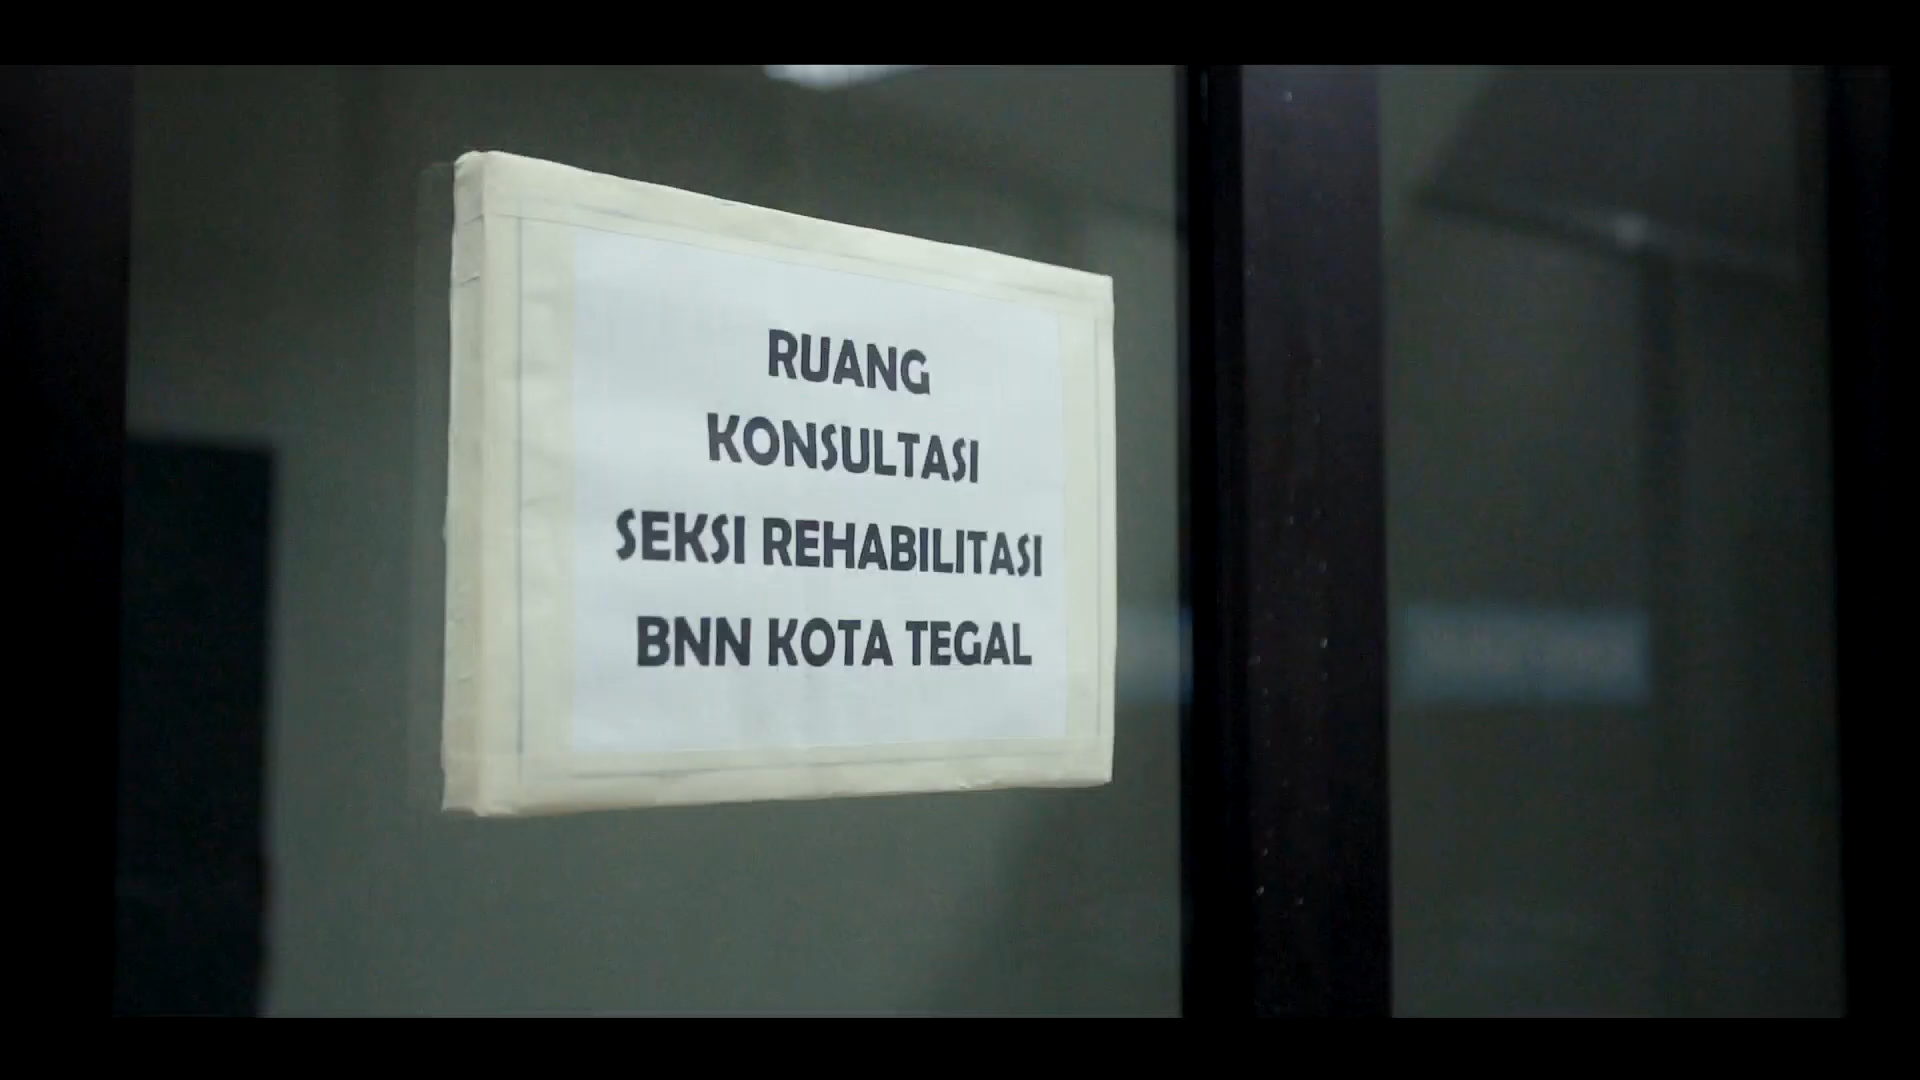 RUANG
KONSULTASI
SEKSI REHABILITASI
BNN KOTA TEGAL